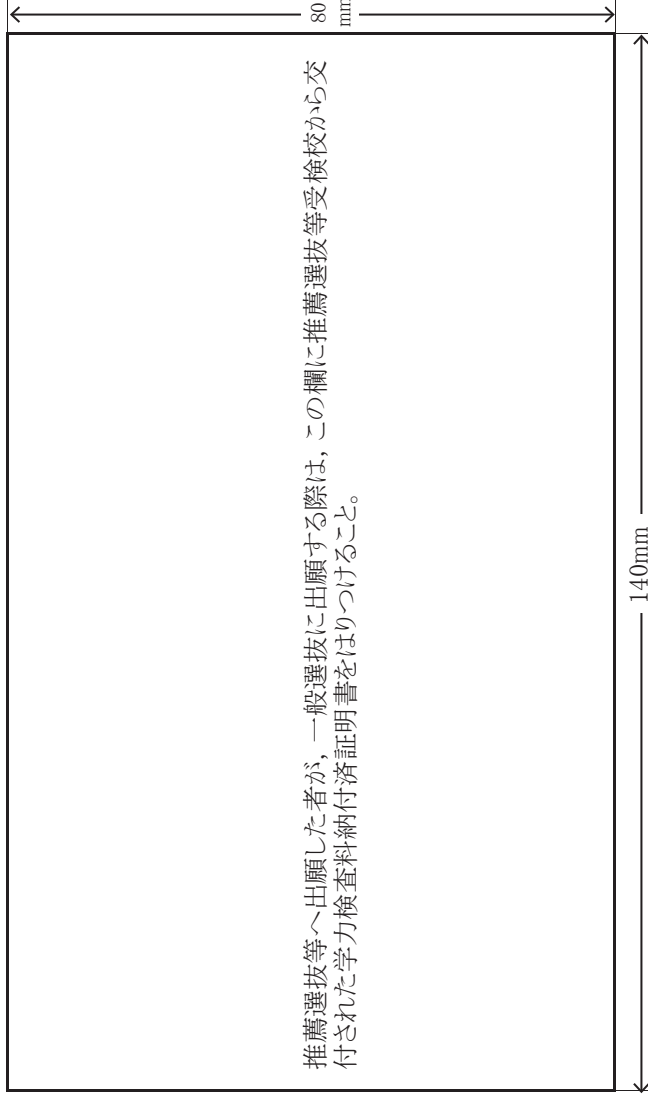 80
mm
推薦選抜等へ出願した者が，一般選抜に出願する際は，この欄に推薦選抜等受検校から交
付された学力検査料納付済証明書をはりつけること。
140mm